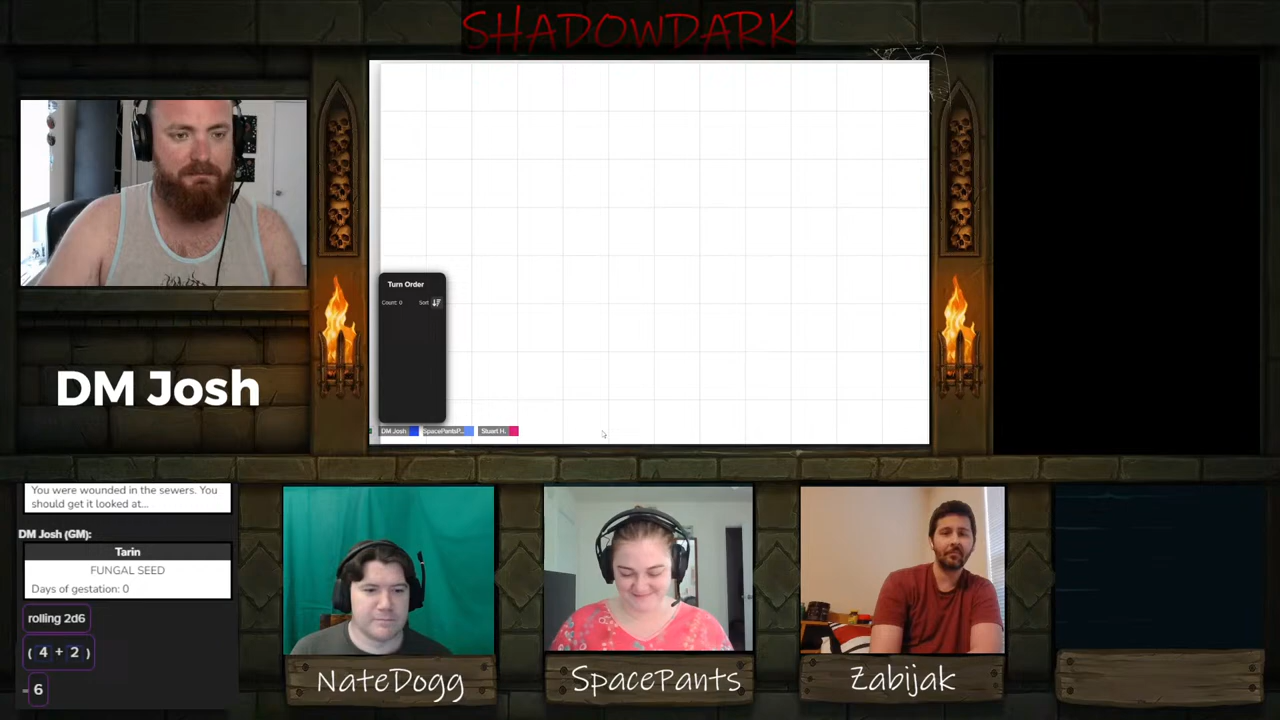 SHADOWDARK
Turn Order
Count: 0 Sort
DM Josh SpacePantsP... Stuart H.
DM Josh
You were wounded in the sewers. You
should get it looked at...
DM Josh (GM):
Tarin
FUNGAL SEED
Days of gestation: 0
rolling 2d6
( 4 + 2 )
= 6
NateDogg
SpacePants
Zabijak